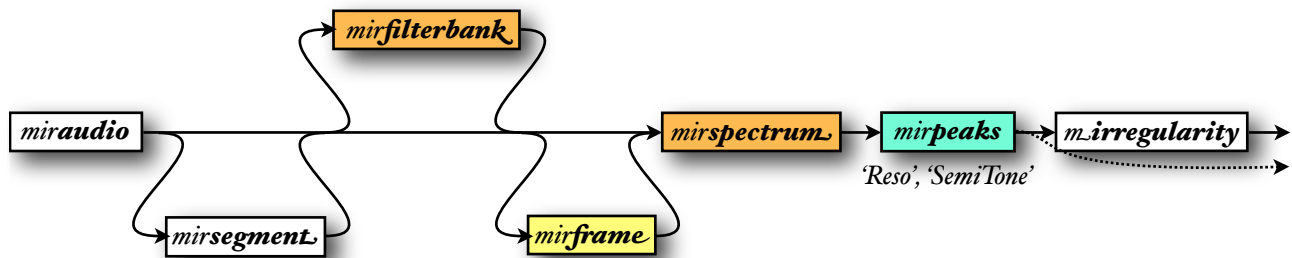 mirfilterbank
miraudio
mirspectrum
mirpeaks
m_irregularity
‘Reso’, ‘SemiTone’
mirsegment
mirframe